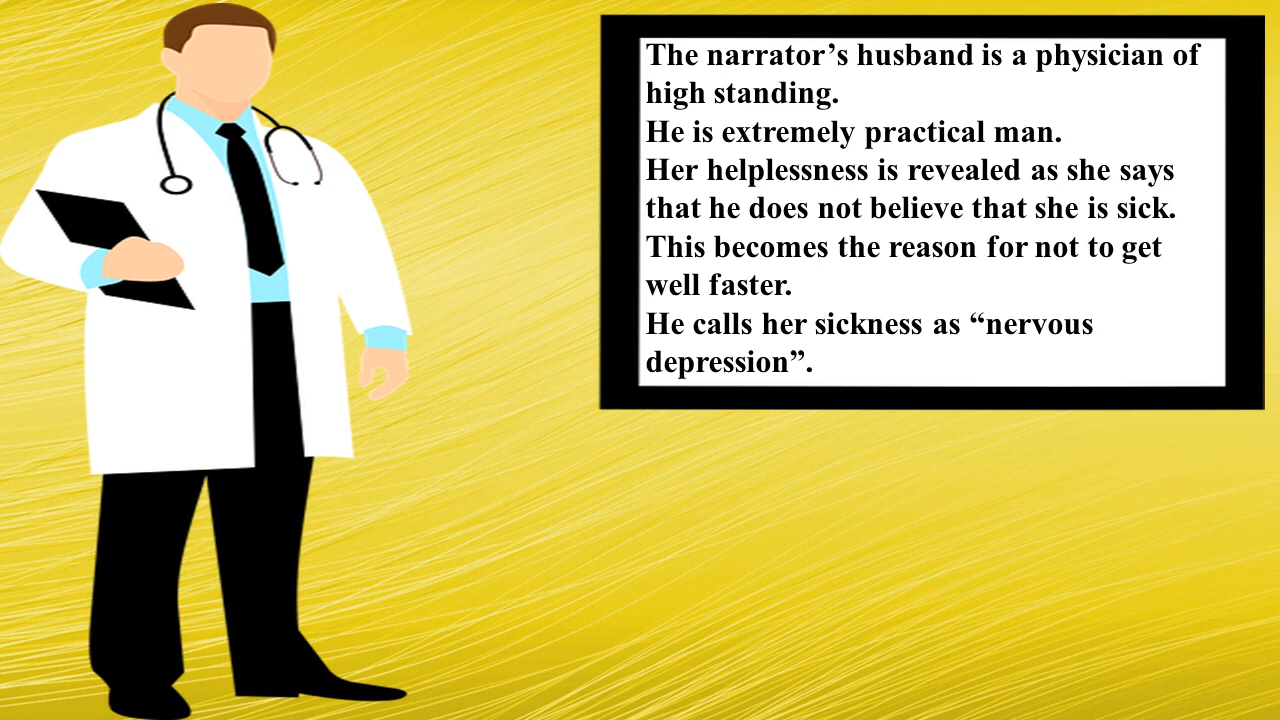 The narrator’s husband is a physician of
high standing.
He is extremely practical man.
Her helplessness is revealed as she says
that he does not believe that she is sick.
This becomes the reason for not to get
well faster.
He calls her sickness as “nervous
depression”.